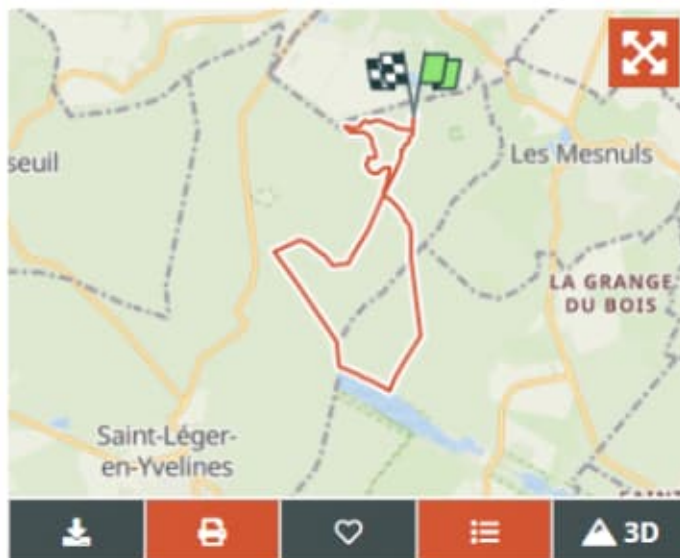 seuil
Les Mesnuls
LA GRANGE
DU BOIS
Saint-Léger-
en-Yvelines
3D